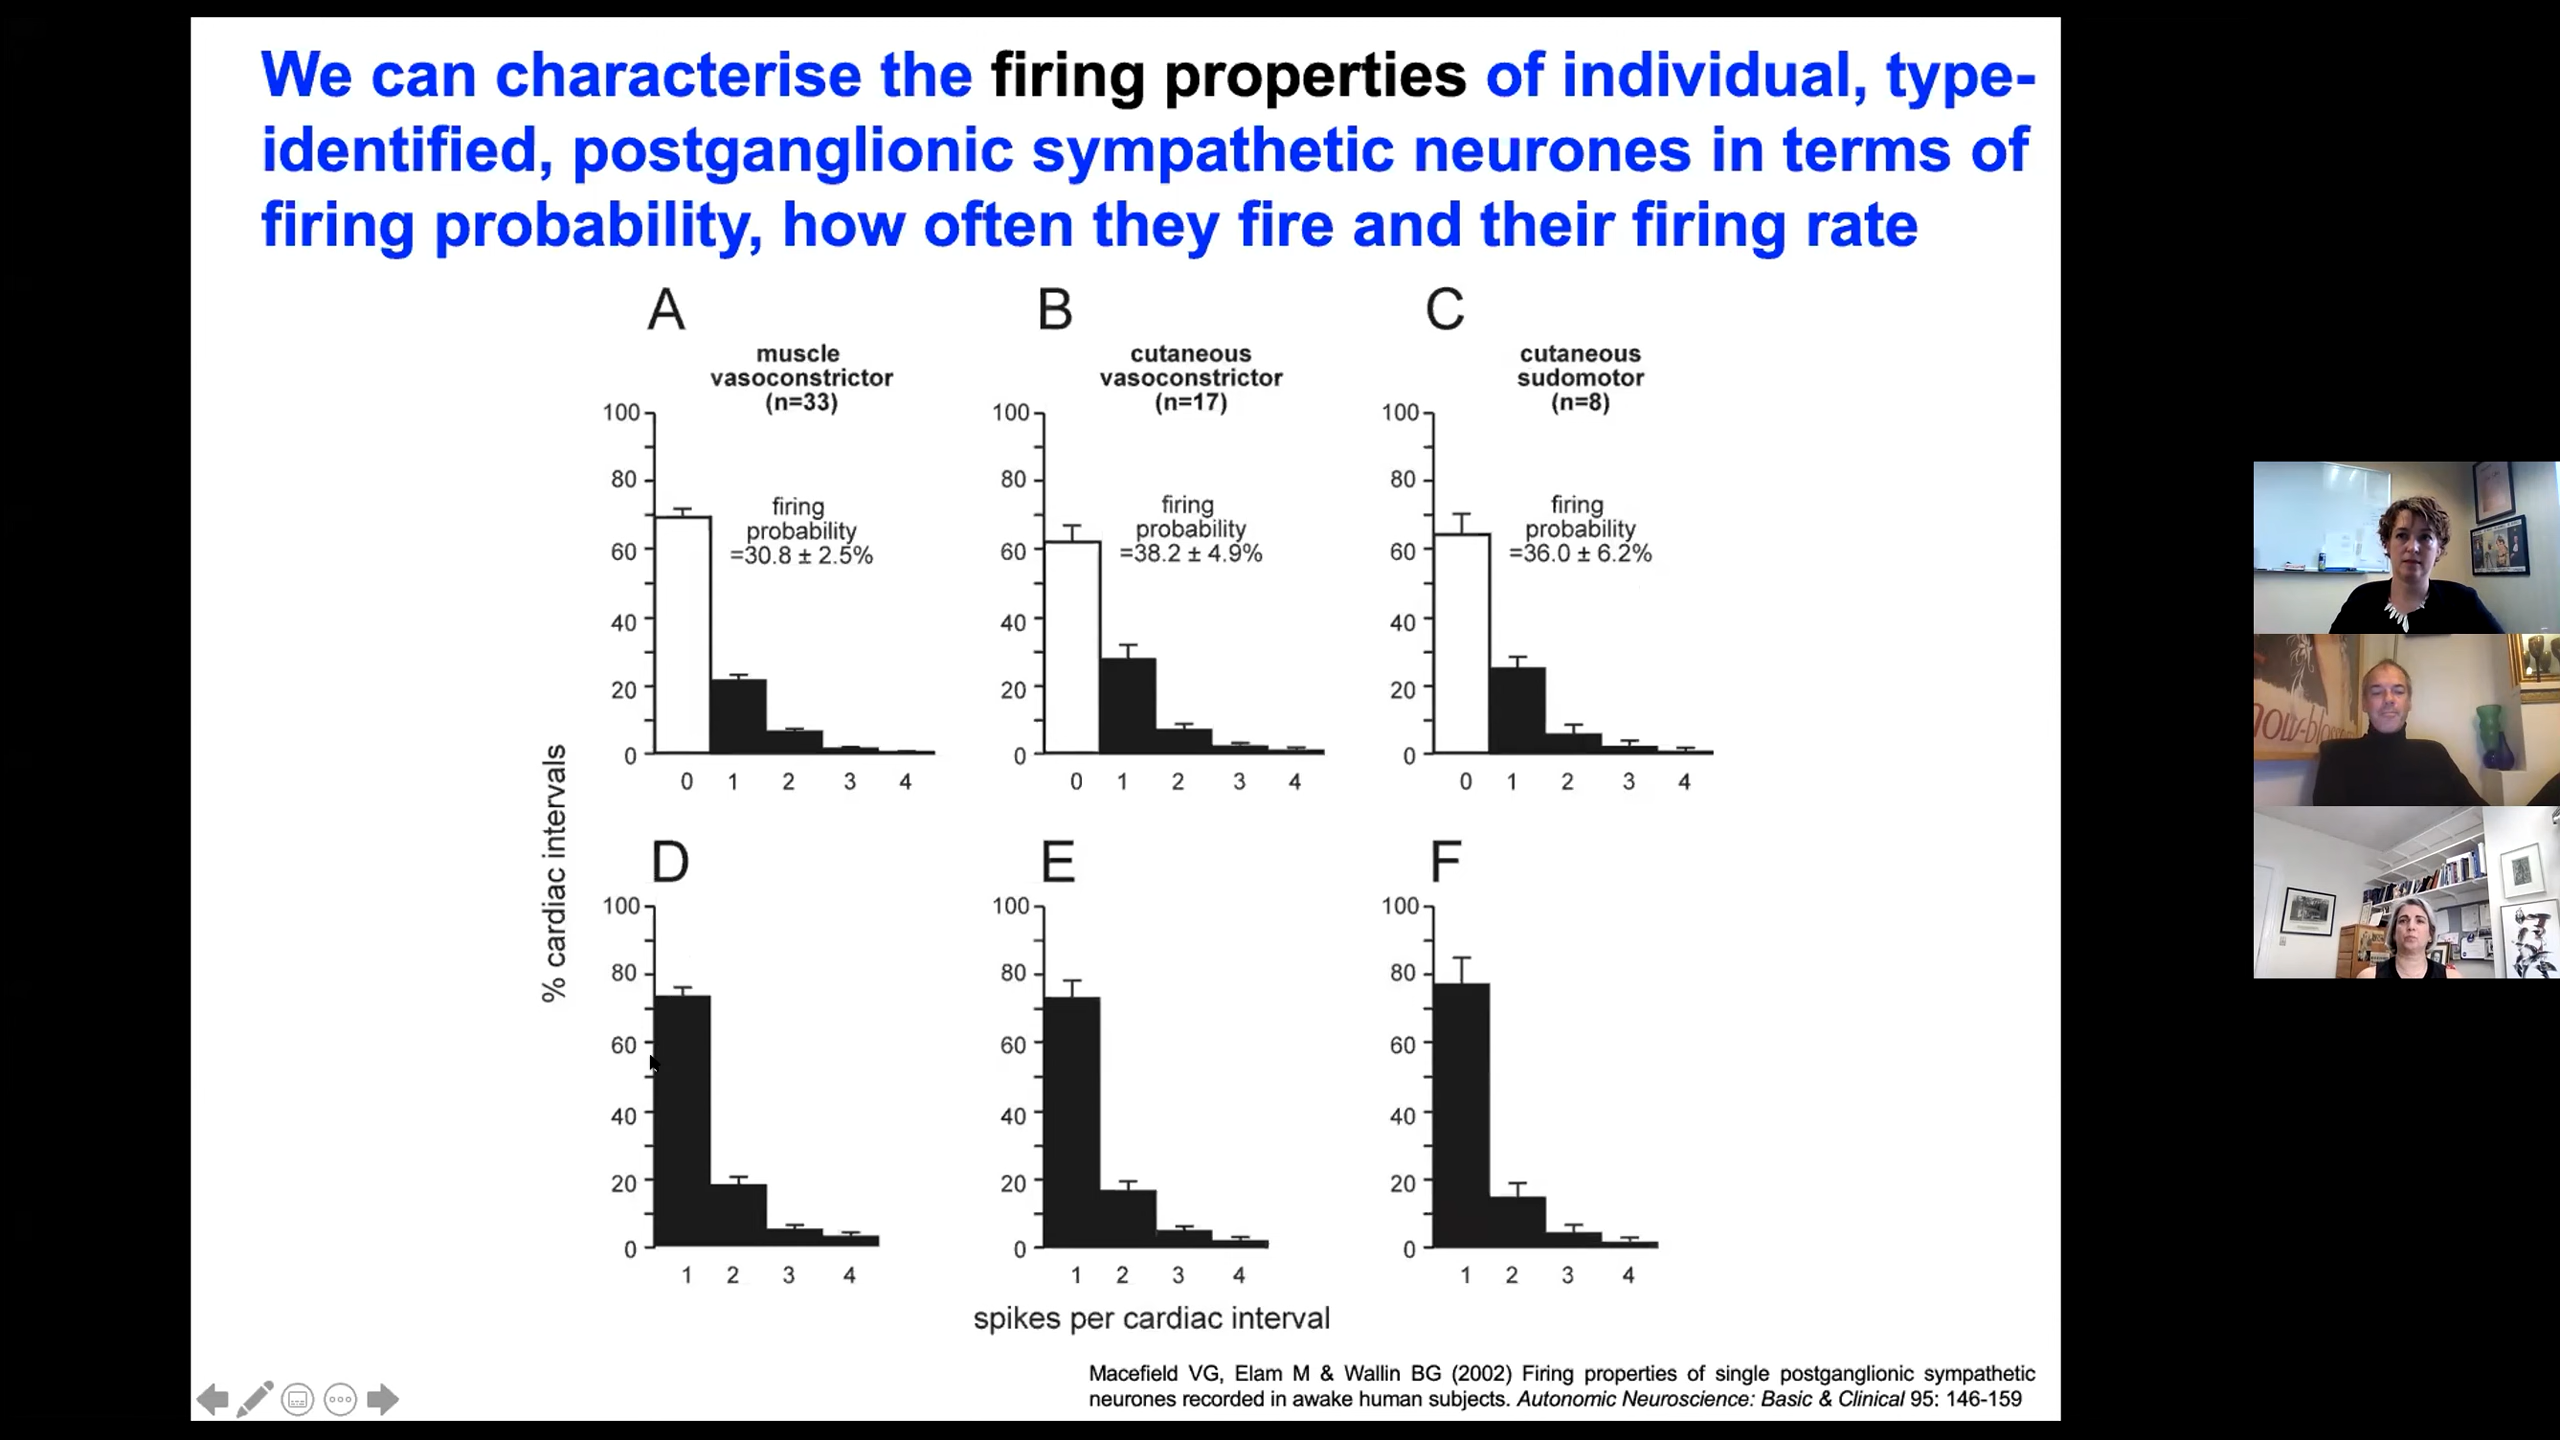 We can characterise the firing properties of individual, type-
identified, postganglionic sympathetic neurones in terms of
firing probability, how often they fire and their firing rate
A
muscle
vasoconstrictor
(n=33)
100
80
60
40
20
0
firing
probability
=30.8 ± 2.5%
0 1 2 3 4
B
cutaneous
vasoconstrictor
(n=17)
100
80
60
40
20
0
firing
probability
=38.2 ± 4.9%
0 1 2 3 4
C
cutaneous
sudomotor
(n=8)
100
80
60
40
20
0
firing
probability
=36.0 ± 6.2%
0 1 2 3 4
% cardiac intervals
D
100
80
60
40
20
0
1 2 3 4
E
100
80
60
40
20
0
1 2 3 4
F
100
80
60
40
20
0
1 2 3 4
spikes per cardiac interval
Macefield VG, Elam M & Wallin BG (2002) Firing properties of single postganglionic sympathetic
neurones recorded in awake human subjects. Autonomic Neuroscience: Basic & Clinical 95: 146-159